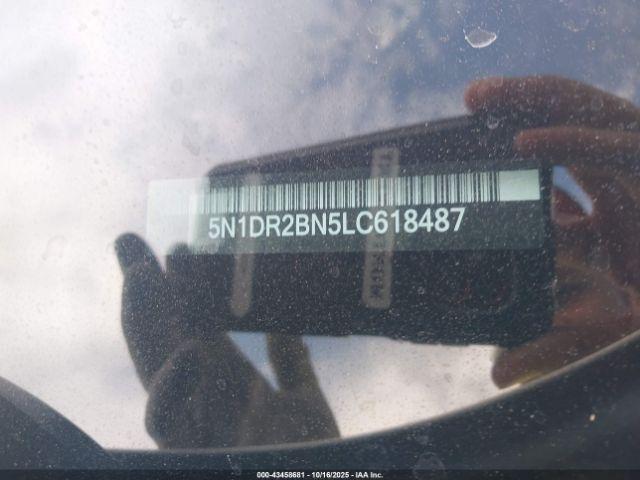 5N1DR2BN5LC618487
000-43458681 - 10/16/2025 - IAA Inc.